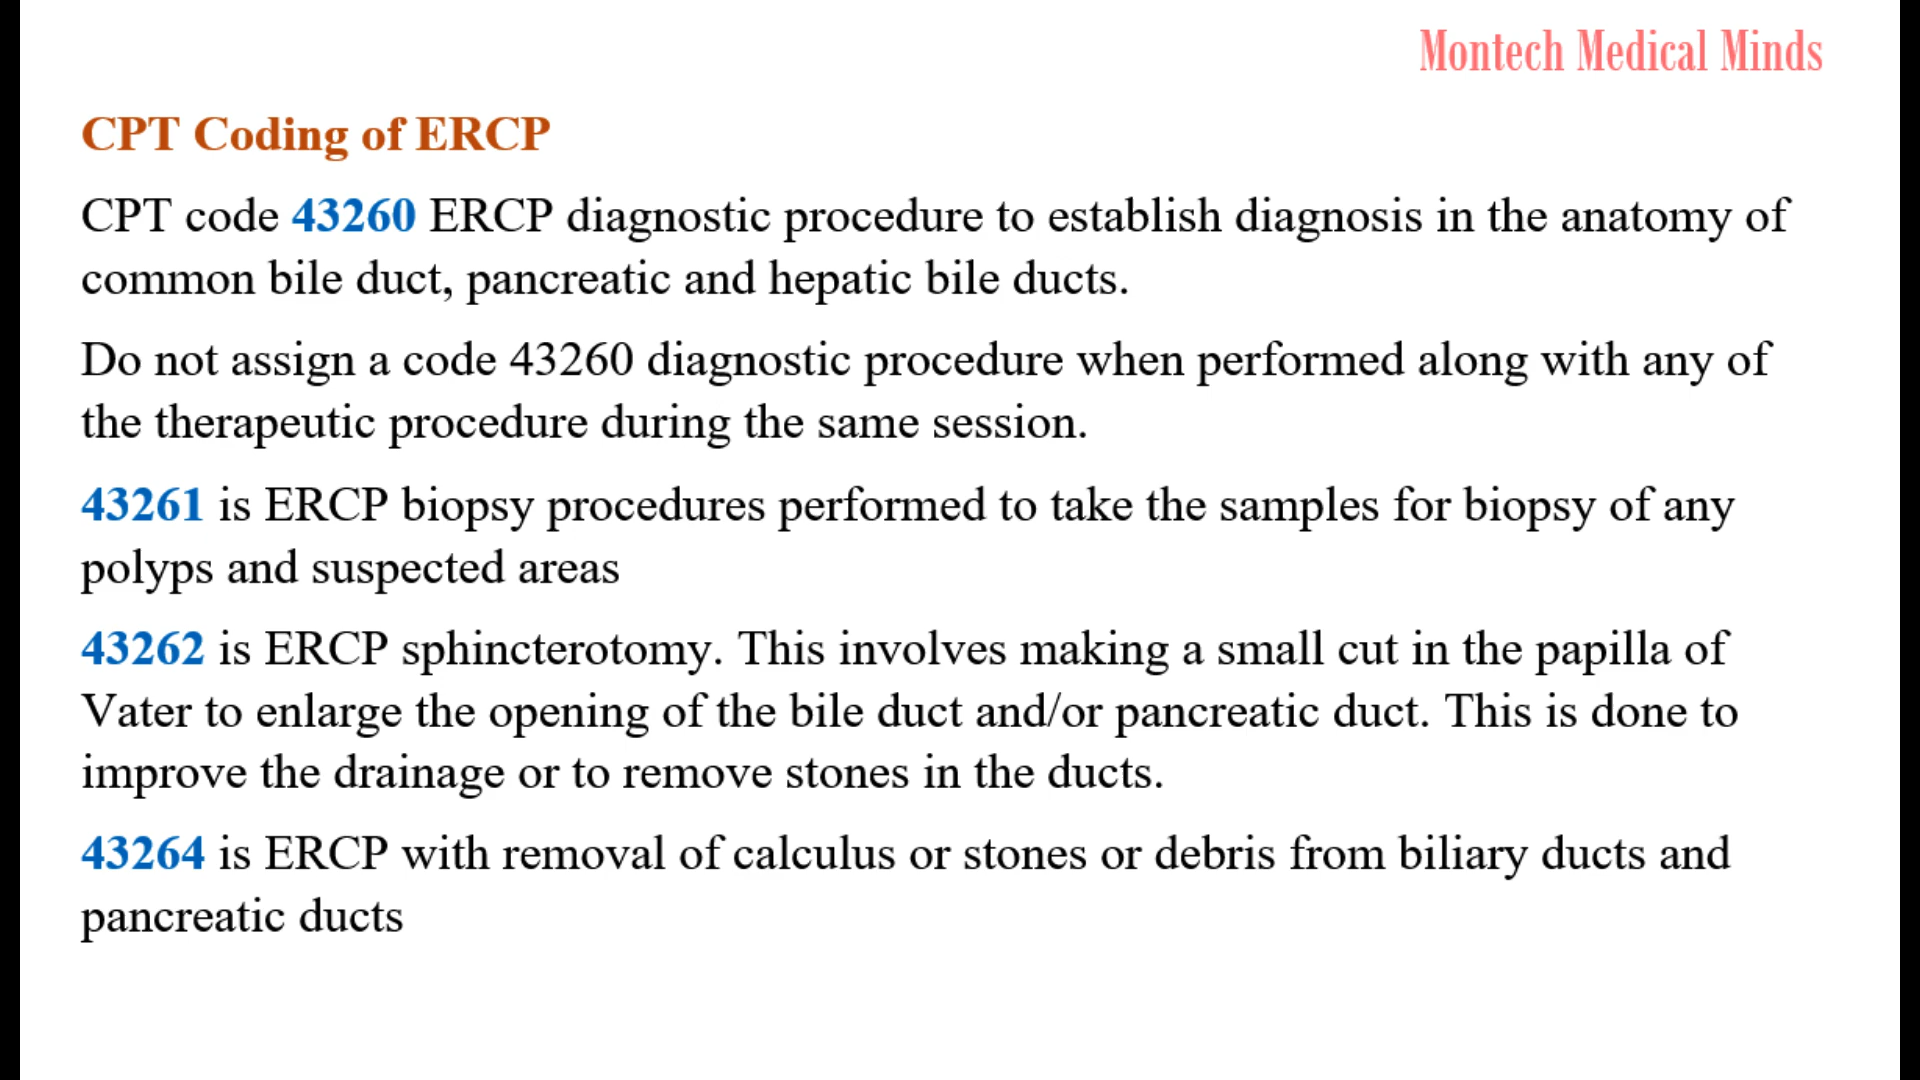 Montech Medical Minds
CPT Coding of ERCP
CPT code 43260 ERCP diagnostic procedure to establish diagnosis in the anatomy of
common bile duct, pancreatic and hepatic bile ducts.
Do not assign a code 43260 diagnostic procedure when performed along with any of
the therapeutic procedure during the same session.
43261 is ERCP biopsy procedures performed to take the samples for biopsy of any
polyps and suspected areas
43262 is ERCP sphincterotomy. This involves making a small cut in the papilla of
Vater to enlarge the opening of the bile duct and/or pancreatic duct. This is done to
improve the drainage or to remove stones in the ducts.
43264 is ERCP with removal of calculus or stones or debris from biliary ducts and
pancreatic ducts